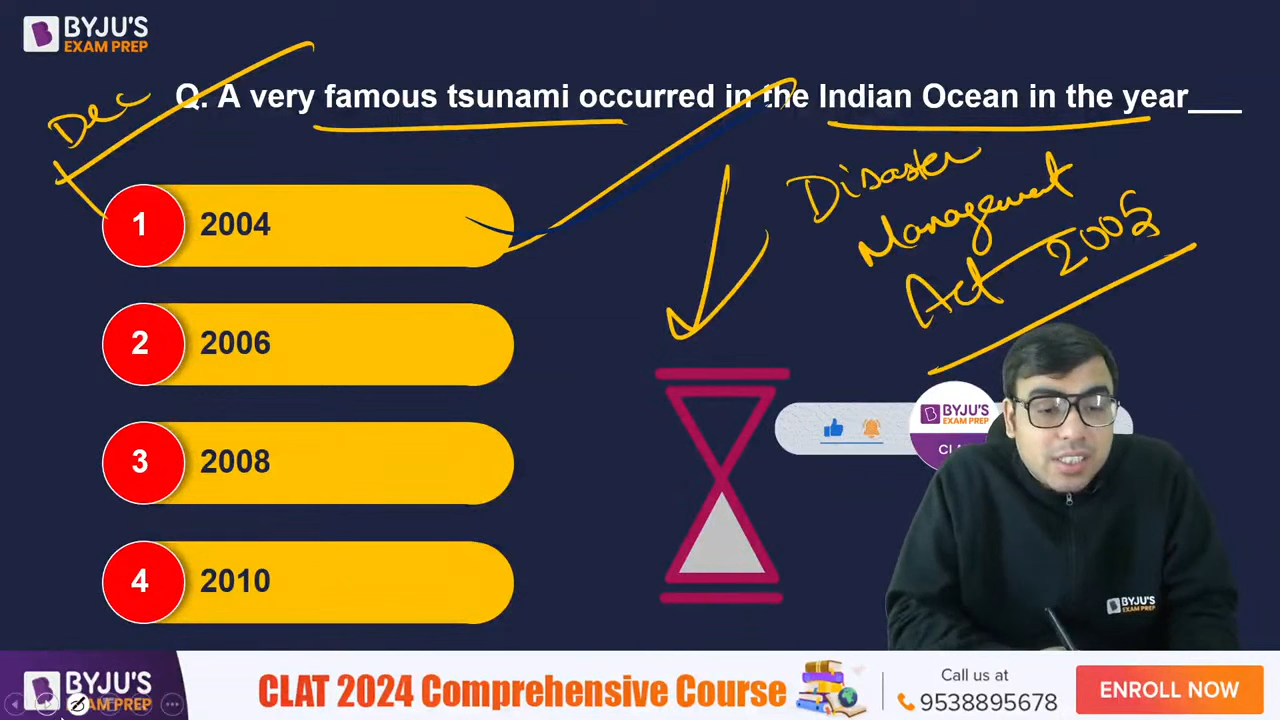 BYJU'S
EXAM PREP
Dec
Q. A very famous tsunami occurred in the Indian Ocean in the year___
Disaster
Management
Act 2005
1 2004
2 2006
3 2008
4 2010
BYJU'S
EXAM PREP
CL
BYJU'S
EXAM PREP
BYJU'S
EXAM PREP
CLAT 2024 Comprehensive Course
Call us at
9538895678
ENROLL NOW